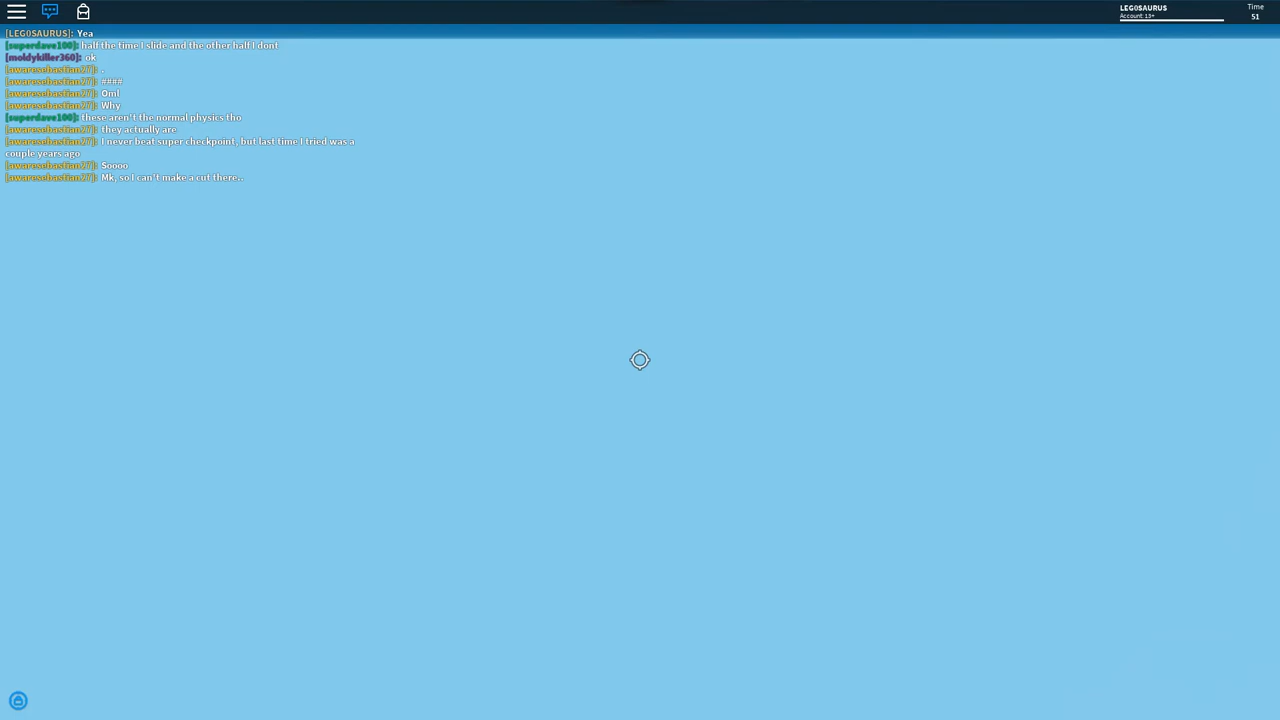 LEG0SAURUS
Account: 13+
Time
51
[LEG0SAURUS]: Yea
[superdave100]: half the time I slide and the other half I dont
[moldykiller360]: ok
[awaresebastian27]: .
[awaresebastian27]: ####
[awaresebastian27]: Oml
[awaresebastian27]: Why
[superdave100]: these aren't the normal physics tho
[awaresebastian27]: they actually are
[awaresebastian27]: I never beat super checkpoint, but last time I tried was a
couple years ago
[awaresebastian27]: Soooo
[awaresebastian27]: Mk, so I can't make a cut there..